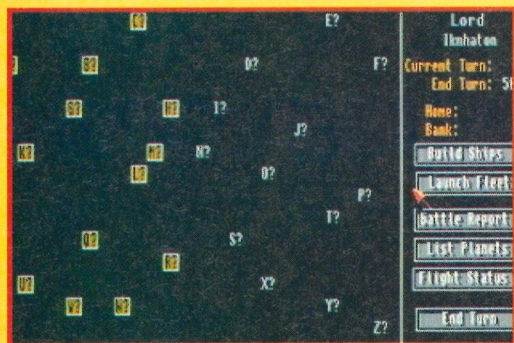 C? E?
B? D? F?
G? H? I?
J?
K? M? N?
L? O?
P?
T?
Q? S?
R?
U? X?
V? W? Y?
Z?
Lord
Iknhaton
Current Turn:
End Turn:
Home:
Bank:
Build Ships
Launch Fleet
Battle Report
List Planets
Flight Status
End Turn